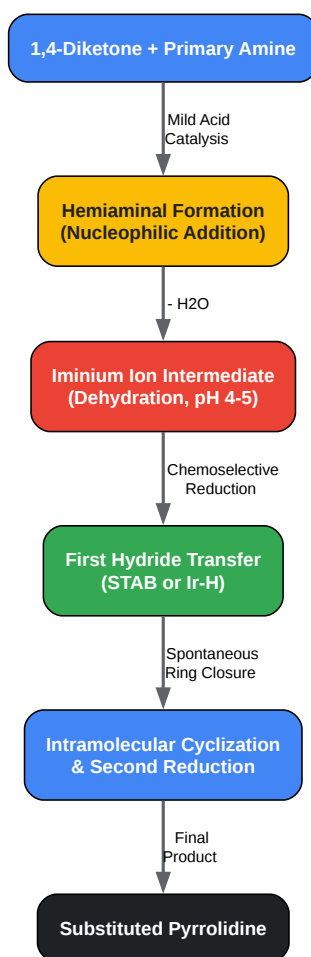 1,4-Diketone + Primary Amine
Mild Acid
Catalysis
Hemiaminal Formation
(Nucleophilic Addition)
- H2O
Iminium Ion Intermediate
(Dehydration, pH 4-5)
Chemoselective
Reduction
First Hydride Transfer
(STAB or Ir-H)
Spontaneous
Ring Closure
Intramolecular Cyclization
& Second Reduction
Final
Product
Substituted Pyrrolidine